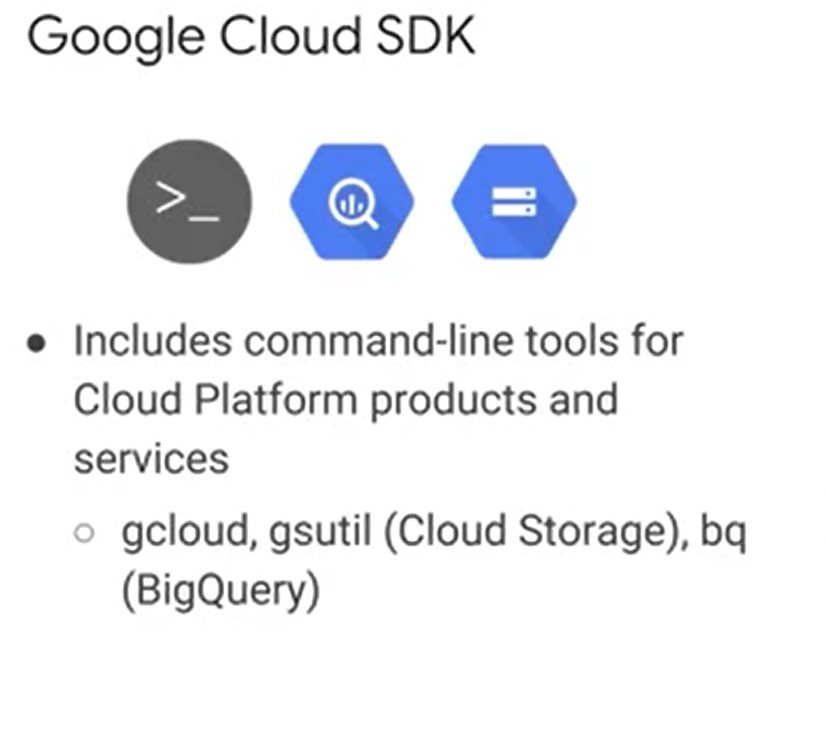 Google Cloud SDK
>_
● Includes command-line tools for
Cloud Platform products and
services
○ gcloud, gsutil (Cloud Storage), bq
(BigQuery)